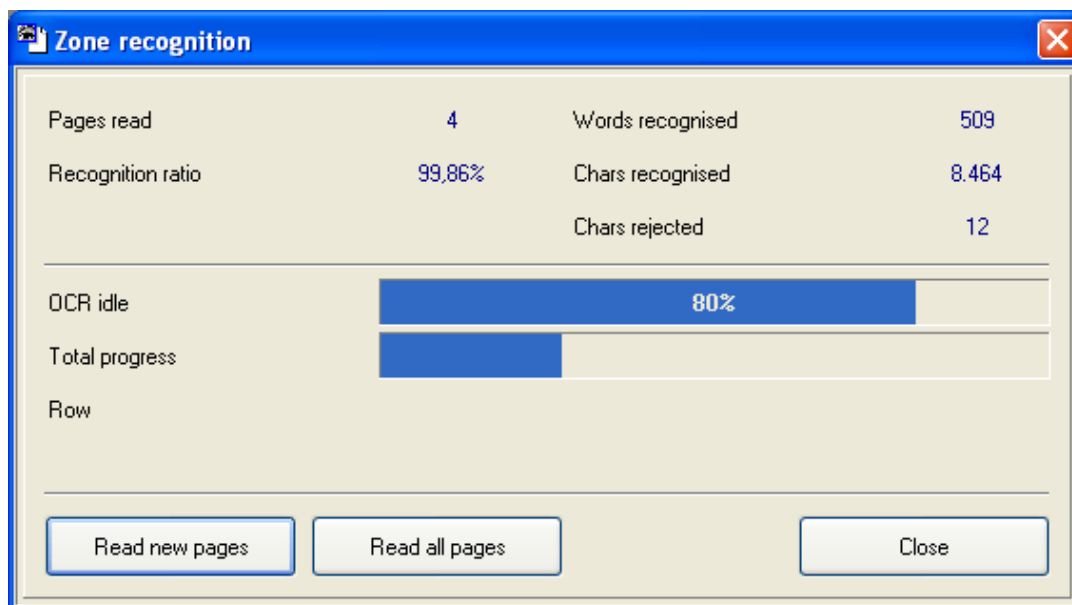 Zone recognition
Pages read 4 Words recognised 509
Recognition ratio 99,86% Chars recognised 8.464
Chars rejected 12
OCR idle 80%
Total progress
Row
Read new pages Read all pages Close